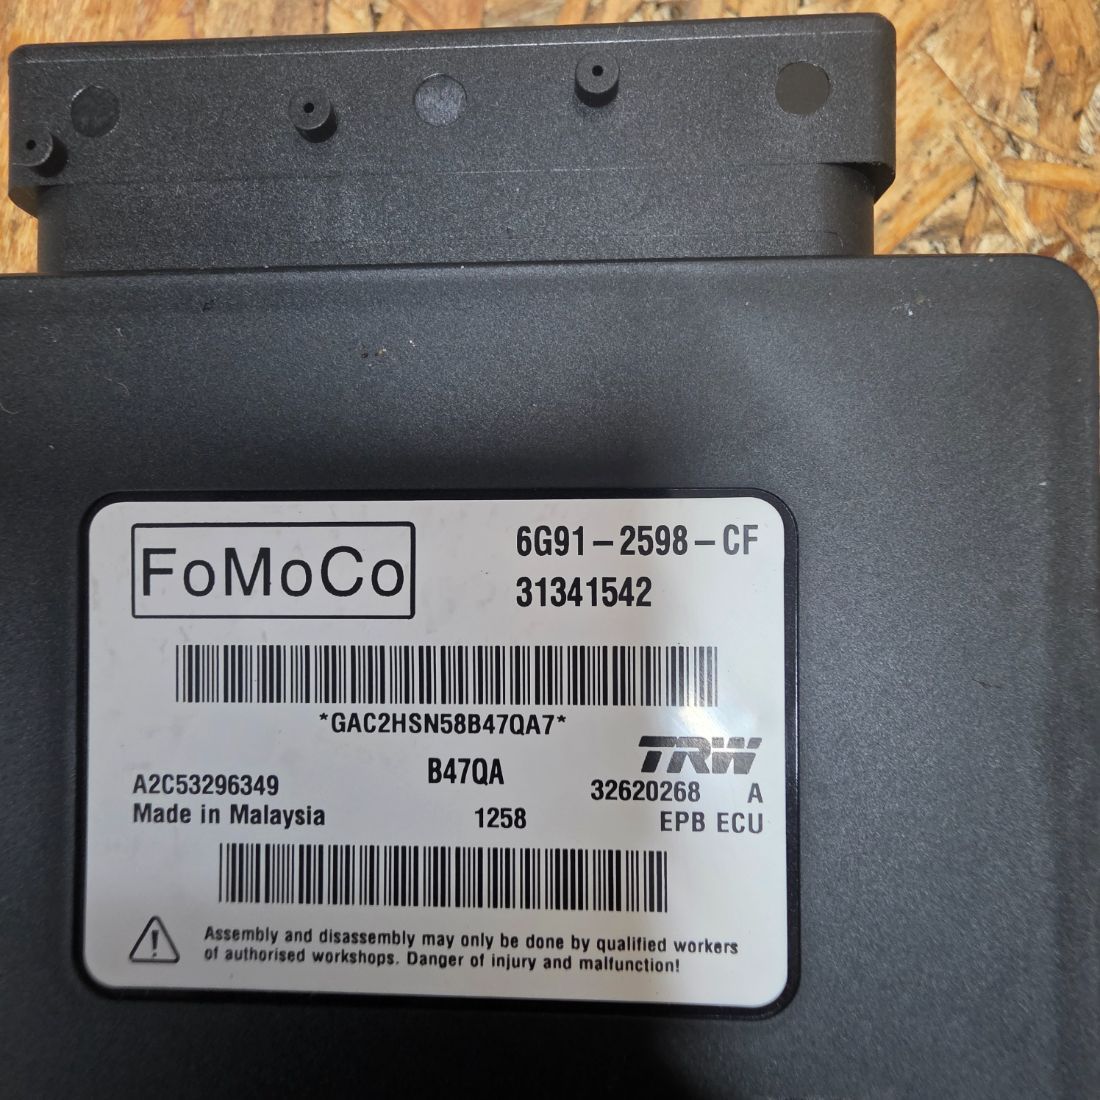 FoMoCo
6G91-2598-CF
31341542
*GAC2HSN58B47QA7*
TRW
B47QA
A2C53296349
32620268 A
Made in Malaysia
1258
EPB ECU
Assembly and disassembly may only be done by qualified workers
of authorised workshops. Danger of injury and malfunction!